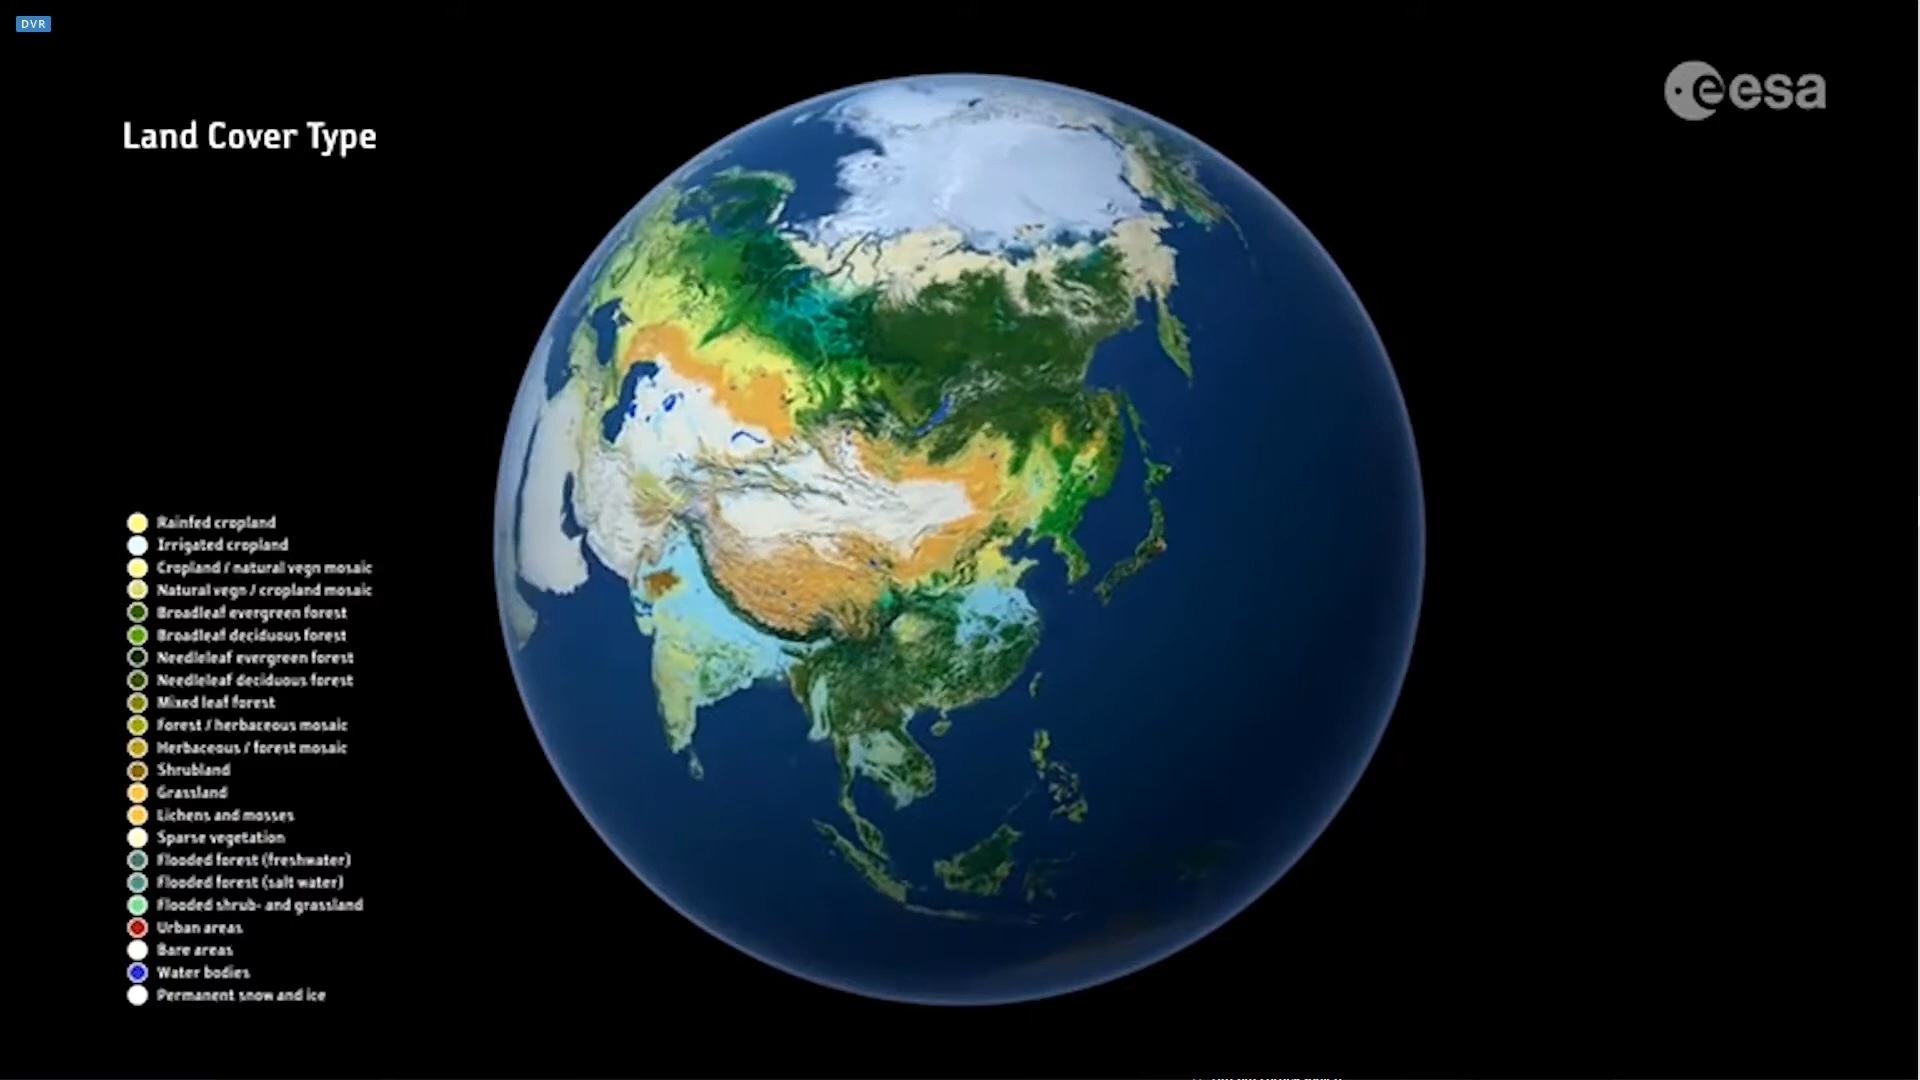 DVR
esa
Land Cover Type
Rainfed cropland
Irrigated cropland
Cropland / natural vegn mosaic
Natural vegn / cropland mosaic
Broadleaf evergreen forest
Broadleaf deciduous forest
Needleleaf evergreen forest
Needleleaf deciduous forest
Mixed leaf forest
Forest / herbaceous mosaic
Herbaceous / forest mosaic
Shrubland
Grassland
Lichens and mosses
Sparse vegetation
Flooded forest (freshwater)
Flooded forest (salt water)
Flooded shrub- and grassland
Urban areas
Bare areas
Water bodies
Permanent snow and ice